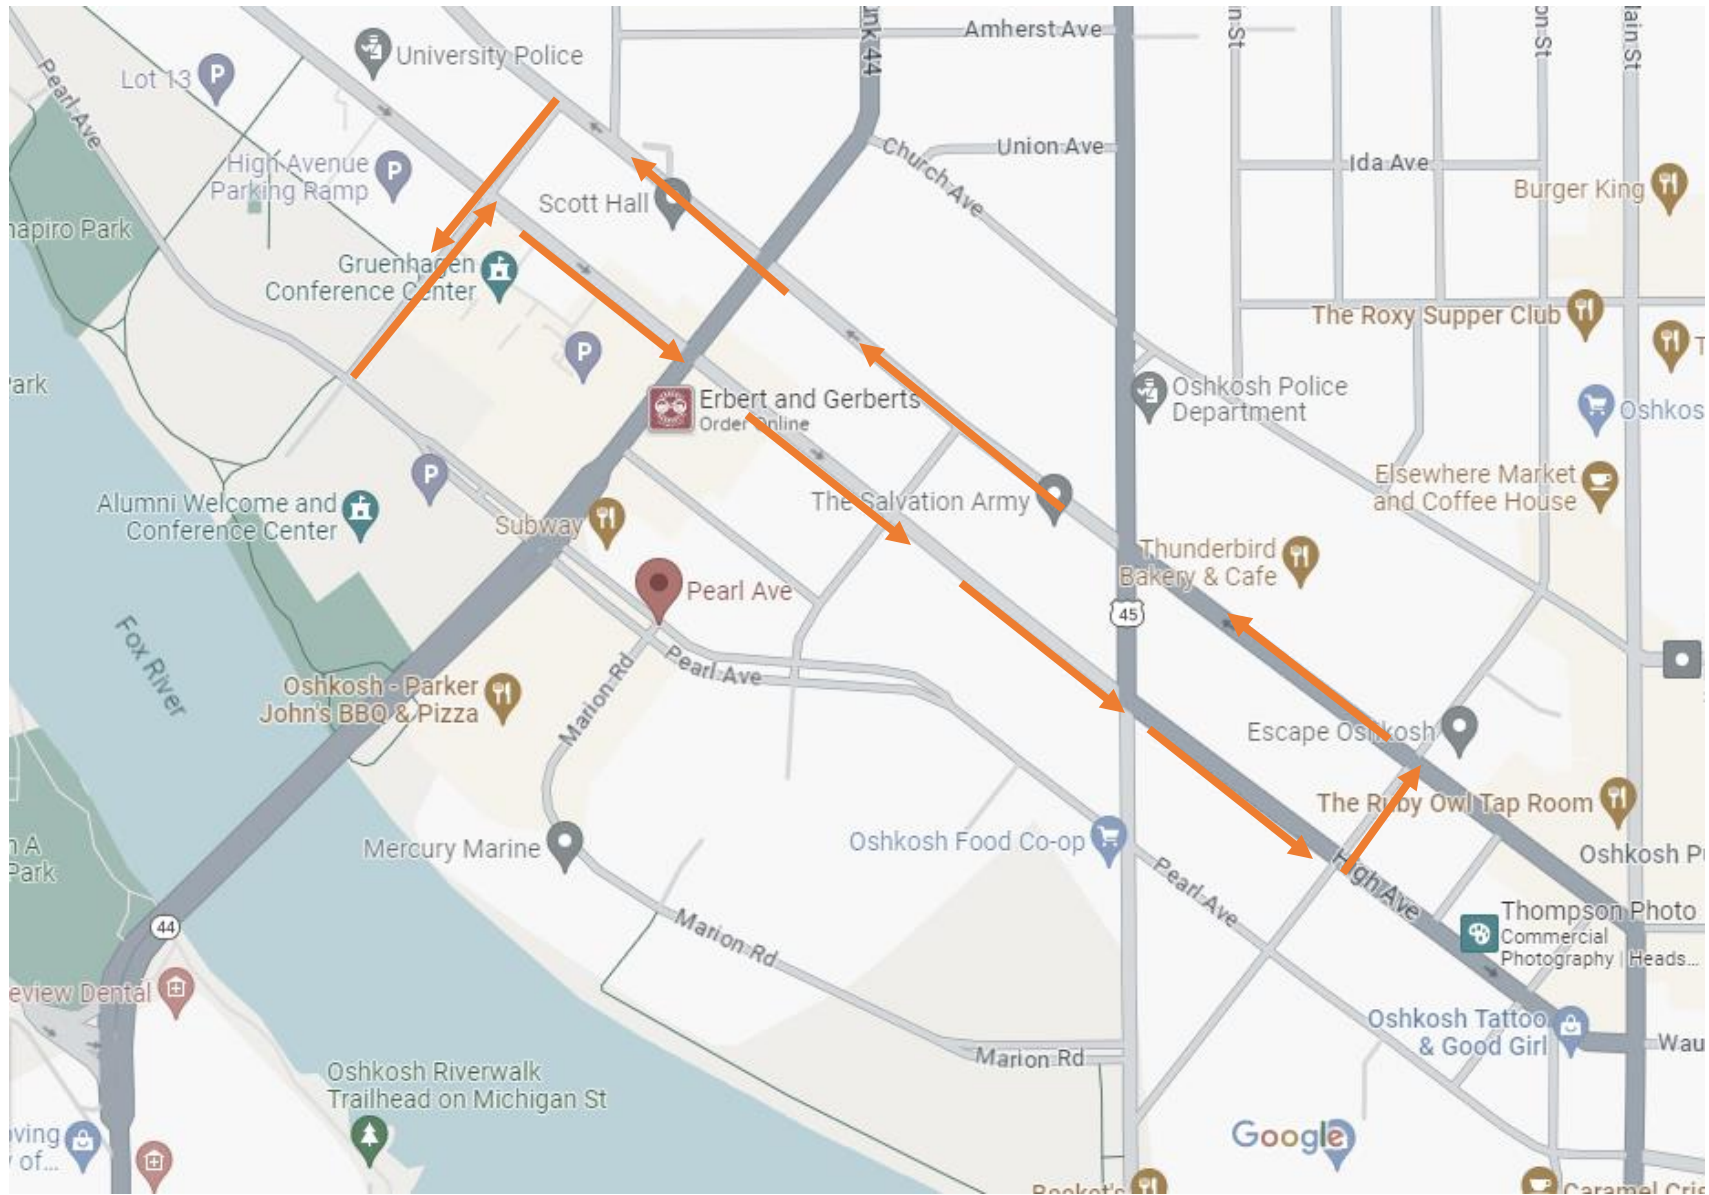 Amherst Ave
University Police
Lot 13
P
Pearl Ave
Union Ave
Church Ave
Ida Ave
High Avenue
Parking Ramp
P
Scott Hall
Burger King
Gruenhagen
Conference Center
The Roxy Supper Club
P
Erbert and Gerberts
Order Online
Oshkosh Police
Department
Elsewhere Market
and Coffee House
P
Alumni Welcome and
Conference Center
Subway
The Salvation Army
Thunderbird
Bakery & Cafe
Pearl Ave
45
Fox River
Marion Rd
Pearl Ave
Oshkosh - Parker
John's BBQ & Pizza
Escape Oshkosh
The Ruby Owl Tap Room
Mercury Marine
Oshkosh Food Co-op
Pearl Ave
High Ave
44
Marion Rd
Thompson Photo
Commercial
Photography | Heads...
Oshkosh Tattoo
& Good Girl
Marion Rd
Oshkosh Riverwalk
Trailhead on Michigan St
Google